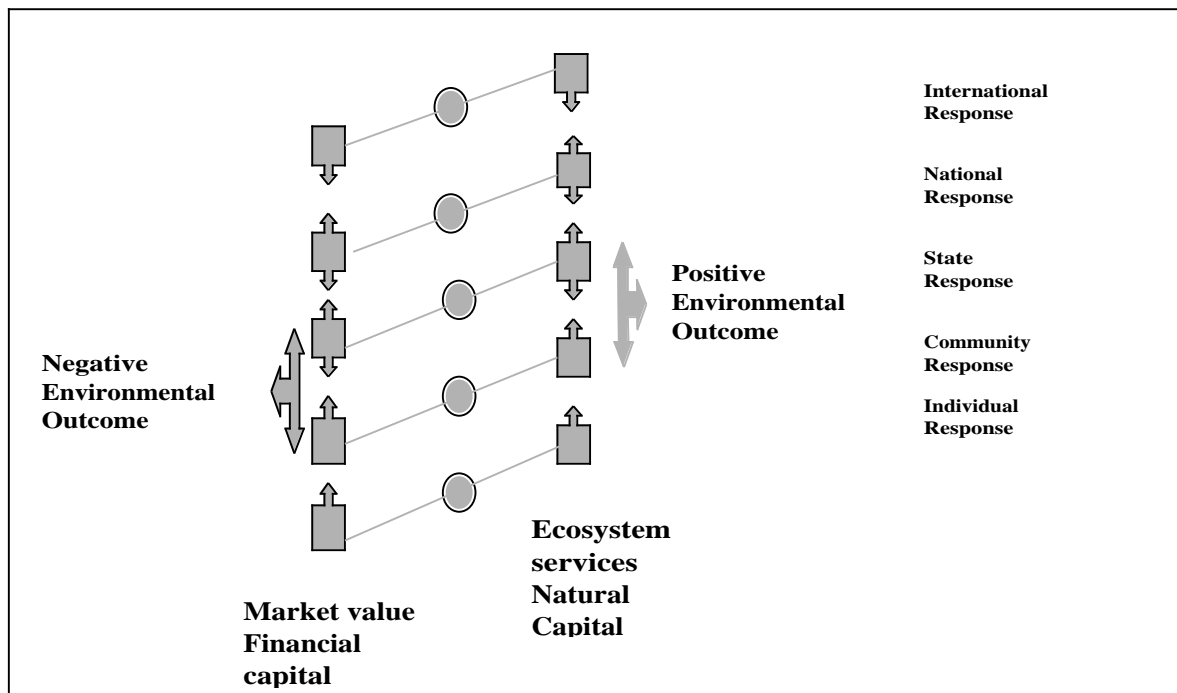 International
Response
National
Response
State
Response
Positive
Environmental
Outcome
Community
Response
Negative
Environmental
Outcome
Individual
Response
Ecosystem
services
Natural
Capital
Market value
Financial
capital